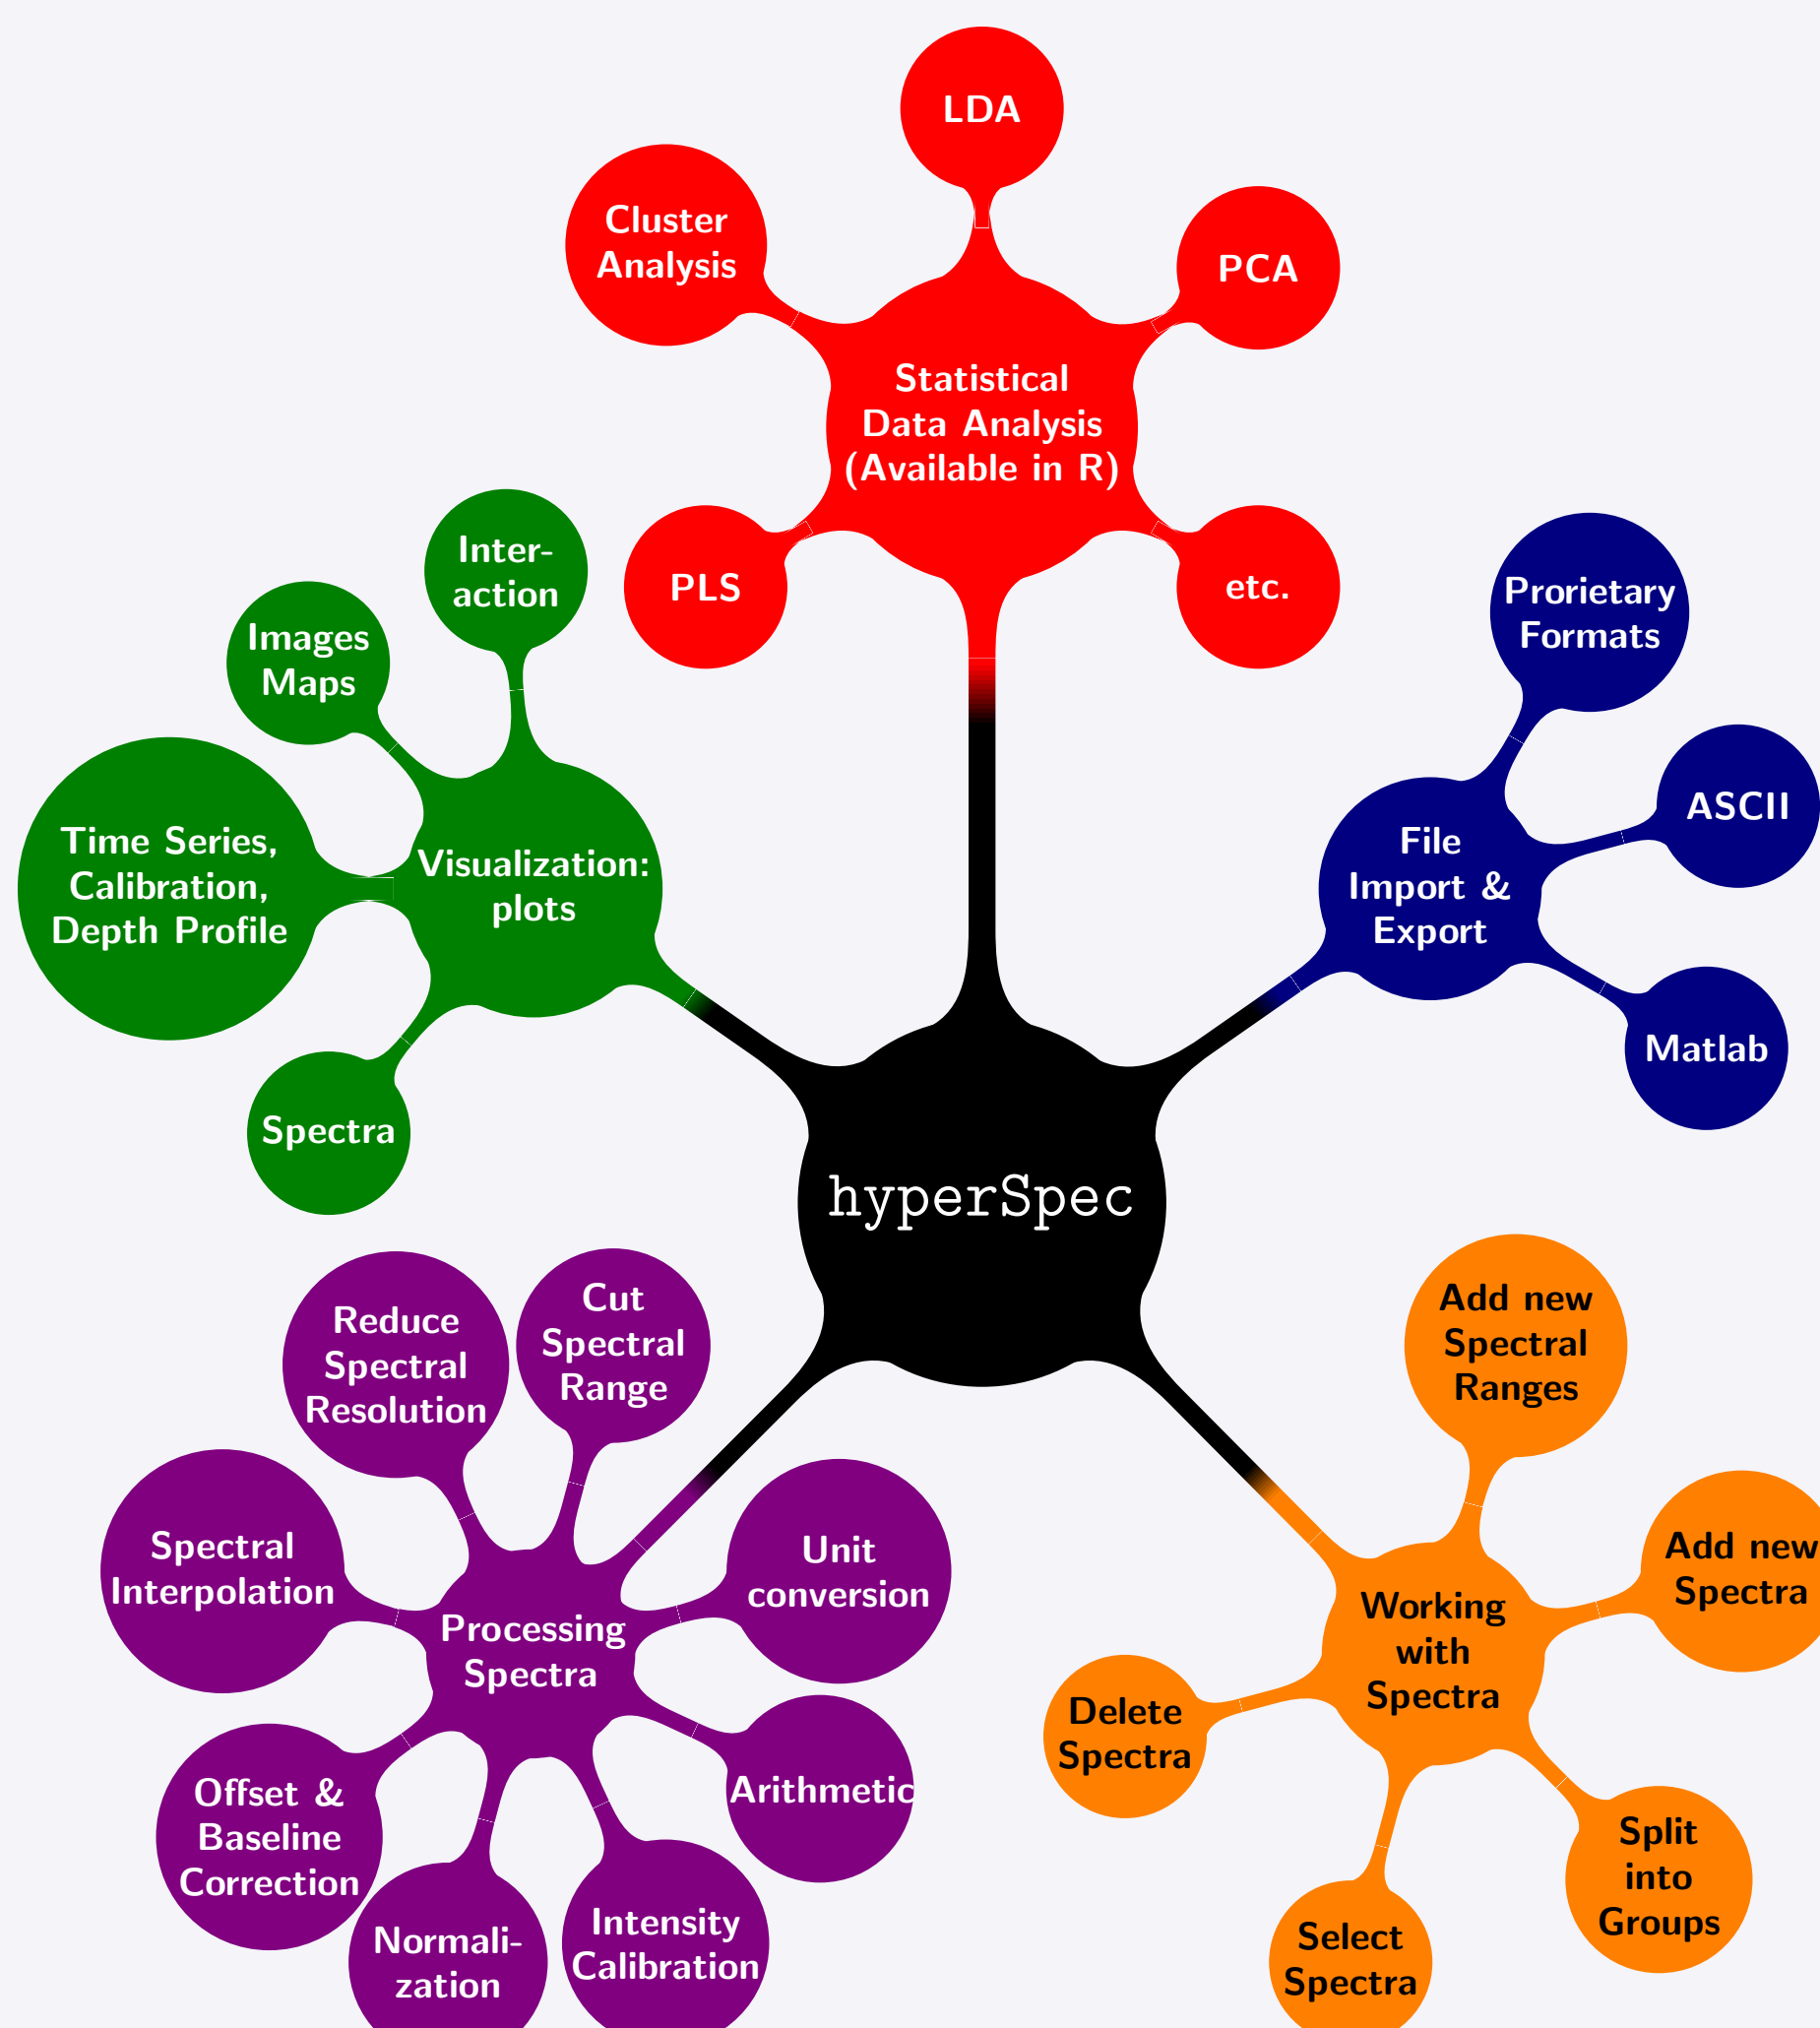 LDA
Cluster
Analysis
PCA
Statistical
Data Analysis
(Available in R)
PLS
etc.
Inter-
action
Images
Maps
Time Series,
Calibration,
Depth Profile
Visualization:
plots
Spectra
Prorietary
Formats
ASCII
File
Import &
Export
Matlab
hyperSpec
Reduce
Spectral
Resolution
Cut
Spectral
Range
Spectral
Interpolation
Unit
conversion
Processing
Spectra
Arithmetic
Offset &
Baseline
Correction
Normali-
zation
Intensity
Calibration
Add new
Spectral
Ranges
Add new
Spectra
Working
with
Spectra
Delete
Spectra
Split
into
Groups
Select
Spectra